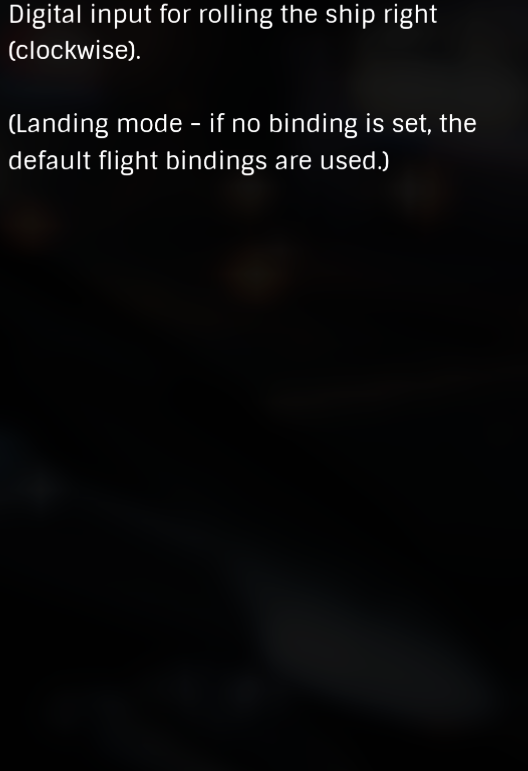 Digital input for rolling the ship right
(clockwise).
(Landing mode - if no binding is set, the
default flight bindings are used.)